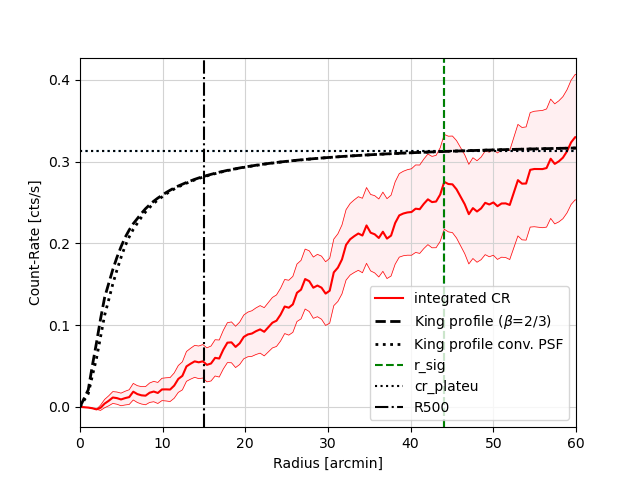 0.4
0.3
0.2
0.1
0.0
Count-Rate [cts/s]
integrated CR
King profile (β=2/3)
King profile conv. PSF
r_sig
cr_plateu
R500
0 10 20 30 40 50 60
Radius [arcmin]